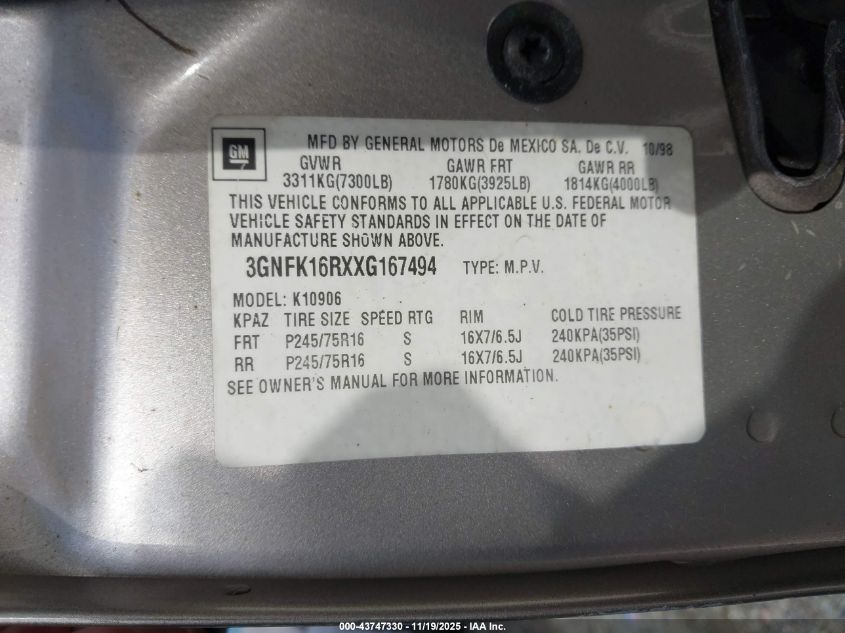 GM
MFD BY GENERAL MOTORS De MEXICO SA. De C.V. 10/98
GVWR GAWR FRT GAWR RR
3311KG(7300LB) 1780KG(3925LB) 1814KG(4000LB)
THIS VEHICLE CONFORMS TO ALL APPLICABLE U.S. FEDERAL MOTOR
VEHICLE SAFETY STANDARDS IN EFFECT ON THE DATE OF
MANUFACTURE SHOWN ABOVE.
3GNFK16RXXG167494 TYPE: M.P.V.
MODEL: K10906
KPAZ TIRE SIZE SPEED RTG RIM COLD TIRE PRESSURE
FRT P245/75R16 S 16X7/6.5J 240KPA(35PSI)
RR P245/75R16 S 16X7/6.5J 240KPA(35PSI)
SEE OWNER'S MANUAL FOR MORE INFORMATION.
000-43747330 - 11/19/2025 - IAA Inc.